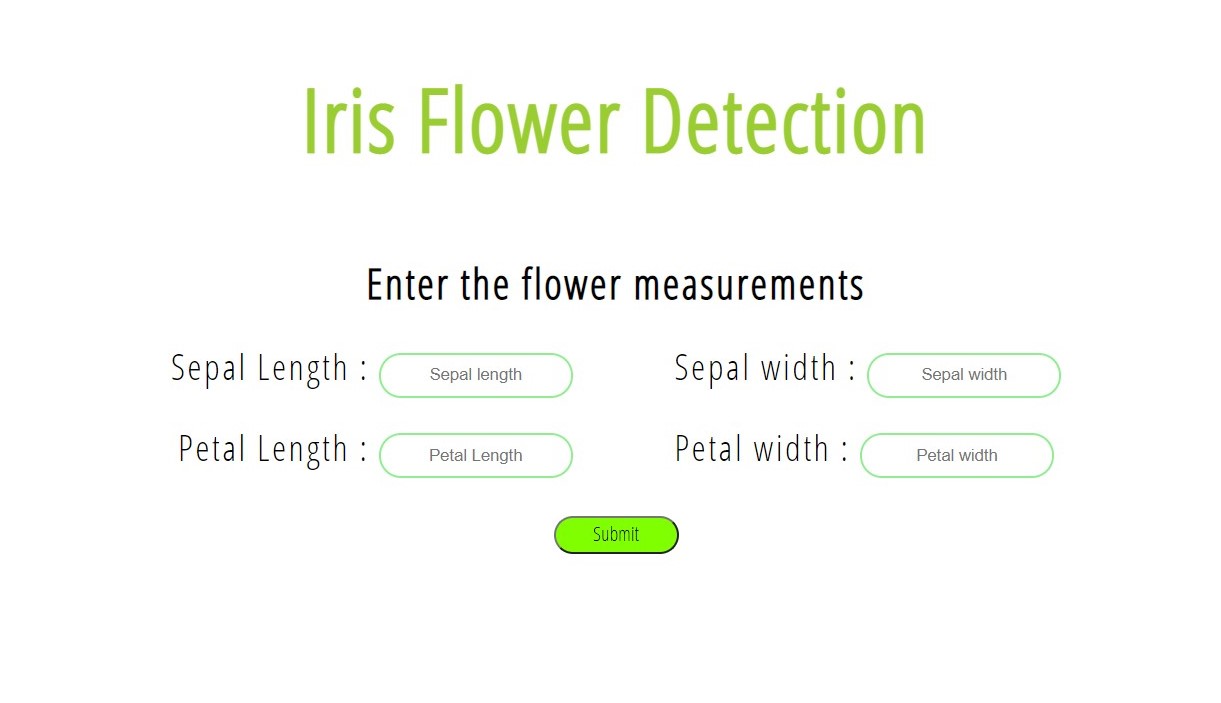 Iris Flower Detection
Enter the flower measurements
Sepal Length : Sepal length Sepal width : Sepal width
Petal Length : Petal Length Petal width : Petal width
Submit